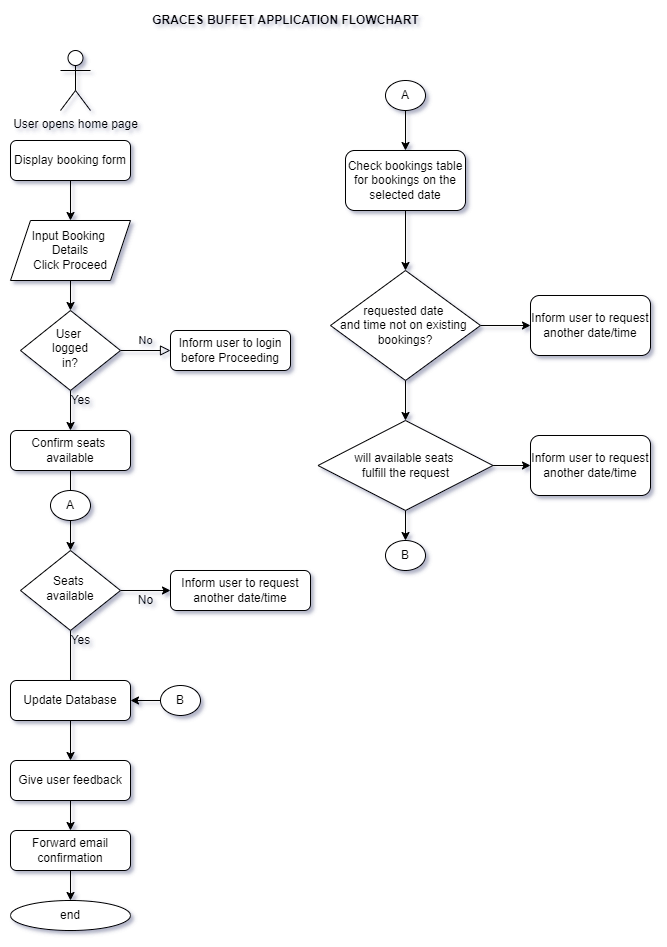 GRACES BUFFET APPLICATION FLOWCHART
User opens home page
Display booking form
Input Booking
Details
Click Proceed
User
logged
in?
No
Inform user to login
before Proceeding
Yes
Confirm seats
available
A
Seats
available
No
Inform user to request
another date/time
Yes
Update Database
B
Give user feedback
Forward email
confirmation
end
A
Check bookings table
for bookings on the
selected date
requested date
and time not on existing
bookings?
Inform user to request
another date/time
will available seats
fulfill the request
Inform user to request
another date/time
B